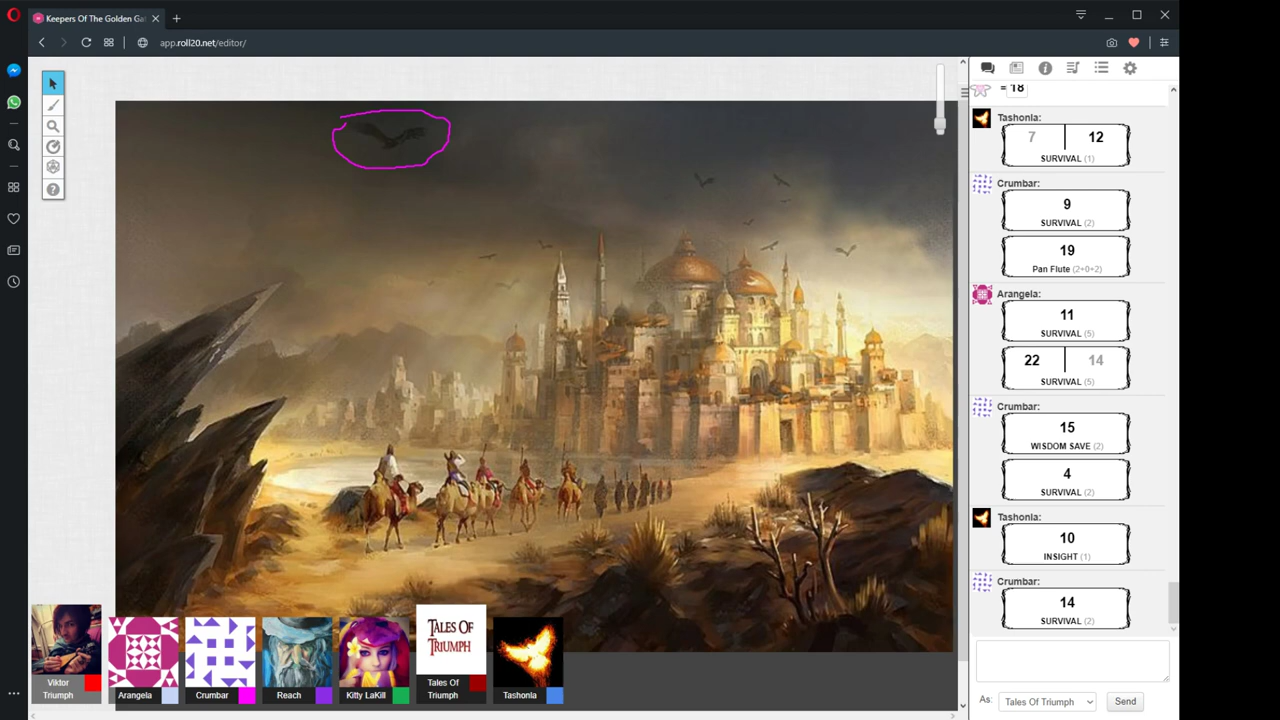 Keepers Of The Golden Ga
app.roll20.net/editor/
= 18
Tashonia:
7 12
SURVIVAL (1)
Crumbar:
9
SURVIVAL (2)
19
Pan Flute (2+0+2)
Arangela:
11
SURVIVAL (5)
22 14
SURVIVAL (5)
Crumbar:
15
WISDOM SAVE (2)
4
SURVIVAL (2)
Tashonia:
10
INSIGHT (1)
Crumbar:
14
SURVIVAL (2)
TALES OF
TRIUMPH
Viktor
Triumph
Arangela
Crumbar
Reach
Kitty LaKill
Tales Of
Triumph
Tashonia
As:
Tales Of Triumph
Send